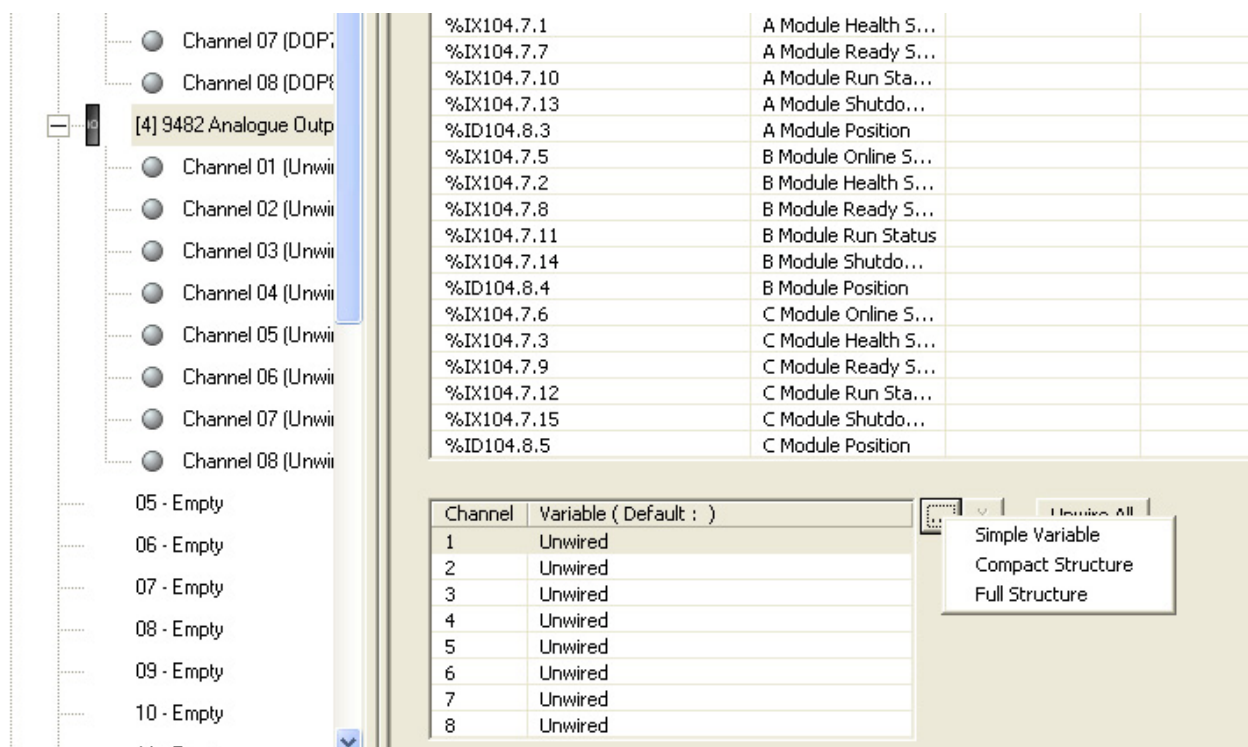 Channel 07 (DOP7
Channel 08 (DOP8
[4] 9482 Analogue Outp
Channel 01 (Unwi
Channel 02 (Unwi
Channel 03 (Unwi
Channel 04 (Unwi
Channel 05 (Unwi
Channel 06 (Unwi
Channel 07 (Unwi
Channel 08 (Unwi
05 - Empty
06 - Empty
07 - Empty
08 - Empty
09 - Empty
10 - Empty
%IX104.7.1 A Module Health S...
%IX104.7.7 A Module Ready S...
%IX104.7.10 A Module Run Sta...
%IX104.7.13 A Module Shutdo...
%ID104.8.3 A Module Position
%IX104.7.5 B Module Online S...
%IX104.7.2 B Module Health S...
%IX104.7.8 B Module Ready S...
%IX104.7.11 B Module Run Status
%IX104.7.14 B Module Shutdo...
%ID104.8.4 B Module Position
%IX104.7.6 C Module Online S...
%IX104.7.3 C Module Health S...
%IX104.7.9 C Module Ready S...
%IX104.7.12 C Module Run Sta...
%IX104.7.15 C Module Shutdo...
%ID104.8.5 C Module Position
Channel Variable ( Default : ) ... X Unwire All
1 Unwired
2 Unwired
3 Unwired
4 Unwired
5 Unwired
6 Unwired
7 Unwired
8 Unwired
Simple Variable
Compact Structure
Full Structure